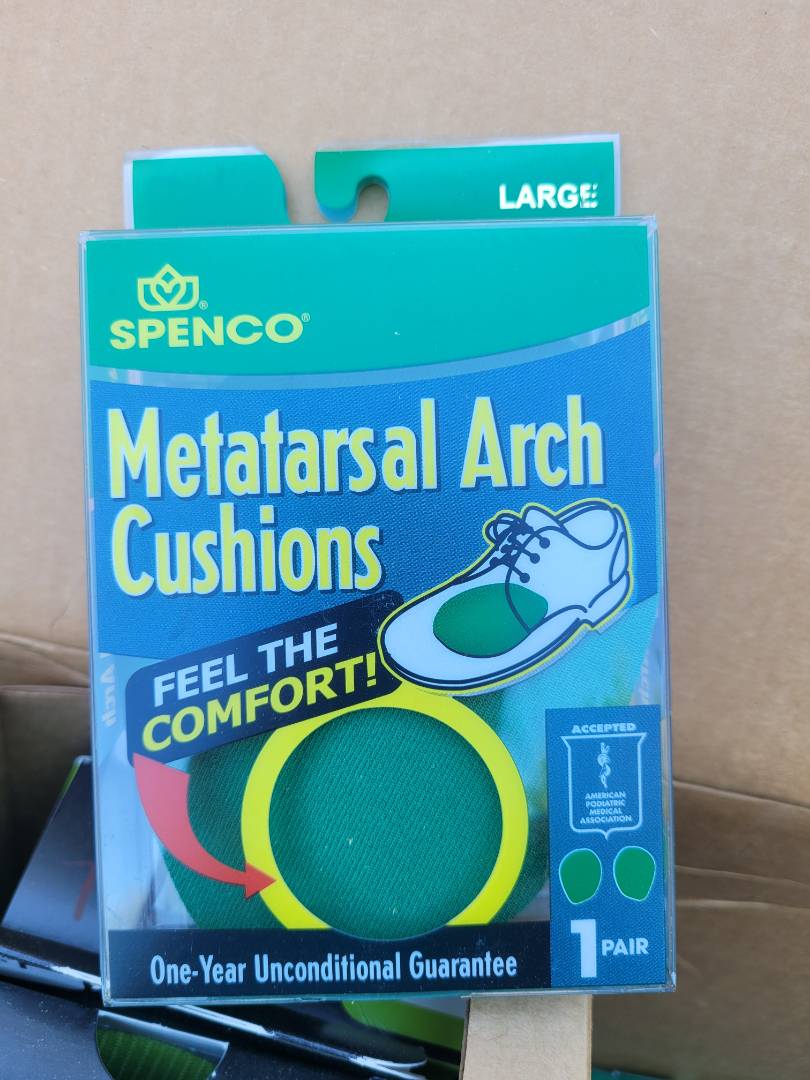 LARGE
SPENCO®
Metatarsal Arch
Cushions
FEEL THE
COMFORT!
ACCEPTED
AMERICAN
PODIATRIC
MEDICAL
ASSOCIATION
1 PAIR
One-Year Unconditional Guarantee